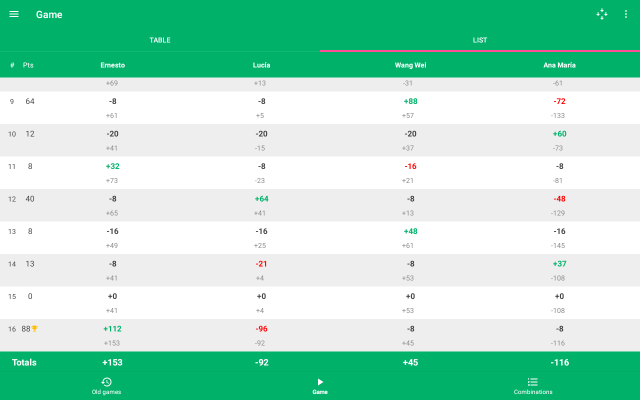 Game
TABLE LIST
# Pts Ernesto Lucía Wang Wei Ana María
+69 +13 -31 -61
9 64 -8 -8 +88 -72
+61 +5 +57 -133
10 12 -20 -20 -20 +60
+41 -15 +37 -73
11 8 +32 -8 -16 -8
+73 -23 +21 -81
12 40 -8 +64 -8 -48
+65 +41 +13 -129
13 8 -16 -16 +48 -16
+49 +25 +61 -145
14 13 -8 -21 -8 +37
+41 +4 +53 -108
15 0 +0 +0 +0 +0
+41 +4 +53 -108
16 88 +112 -96 -8 -8
+153 -92 +45 -116
Totals +153 -92 +45 -116
Old games Game Combinations